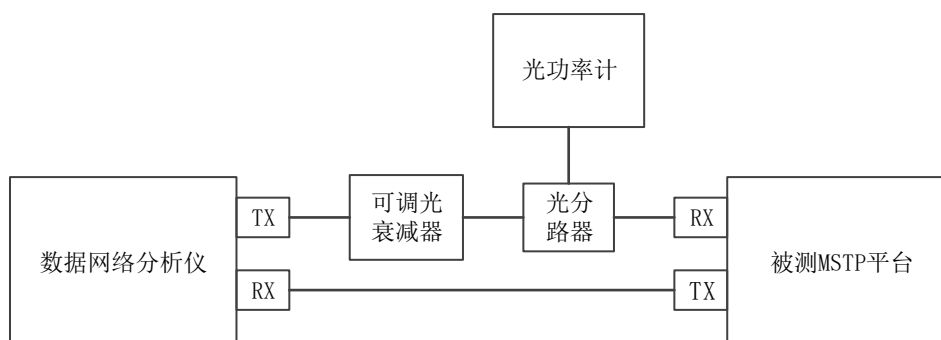 光功率计
TX
可调光
衰减器
光分
路器
RX
数据网络分析仪
被测MSTP平台
RX
TX